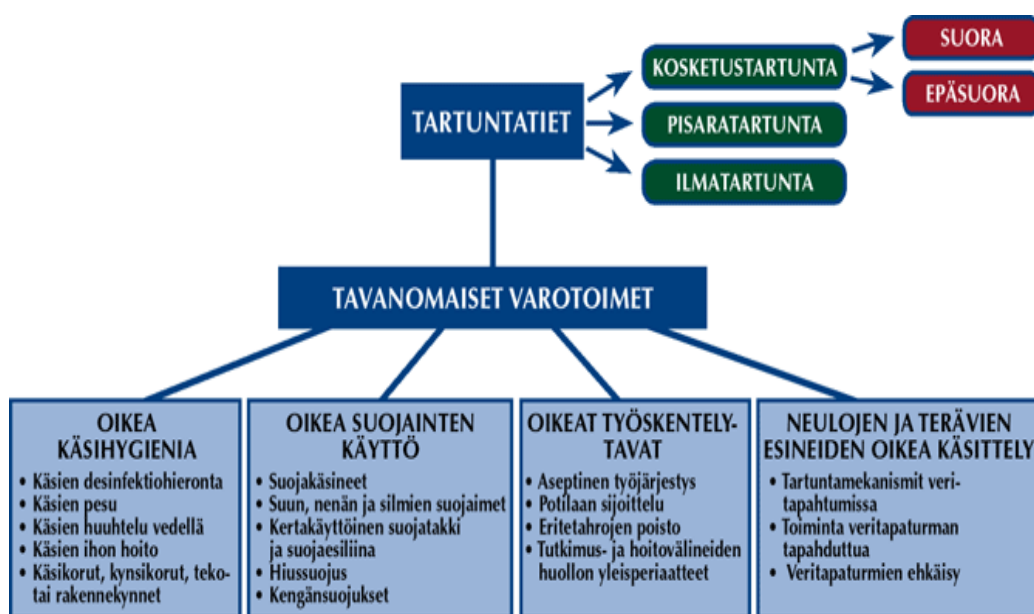 SUORA
KOSKETUSTARTUNTA
EPÄSUORA
TARTUNTATIET
PISARATARTUNTA
ILMATARTUNTA
TAVANOMAISET VAROTOIMET
OIKEA
KÄSIHYGIENIA
• Käsien desinfektiohieronta
• Käsien pesu
• Käsien huuhtelu vedellä
• Käsien ihon hoito
• Käsikorut, kynsikorut, teko-
tai rakennekynnet
OIKEA SUOJAINTEN
KÄYTTÖ
• Suojakäsineet
• Suun, nenän ja silmien suojaimet
• Kertakäyttöinen suojatakki
ja suojaesiliina
• Hiussuojus
• Kengänsuojukset
OIKEAT TYÖSKENTELY-
TAVAT
• Aseptinen työjärjestys
• Potilaan sijoittelu
• Eritetahrojen poisto
• Tutkimus- ja hoitovälineiden
huollon yleisperiaatteet
NEULOJEN JA TERÄVIEN
ESINEIDEN OIKEA KÄSITTELY
• Tartuntamekanismit veri-
tapahtumissa
• Toiminta veritapaturman
tapahduttua
• Veritapaturmien ehkäisy